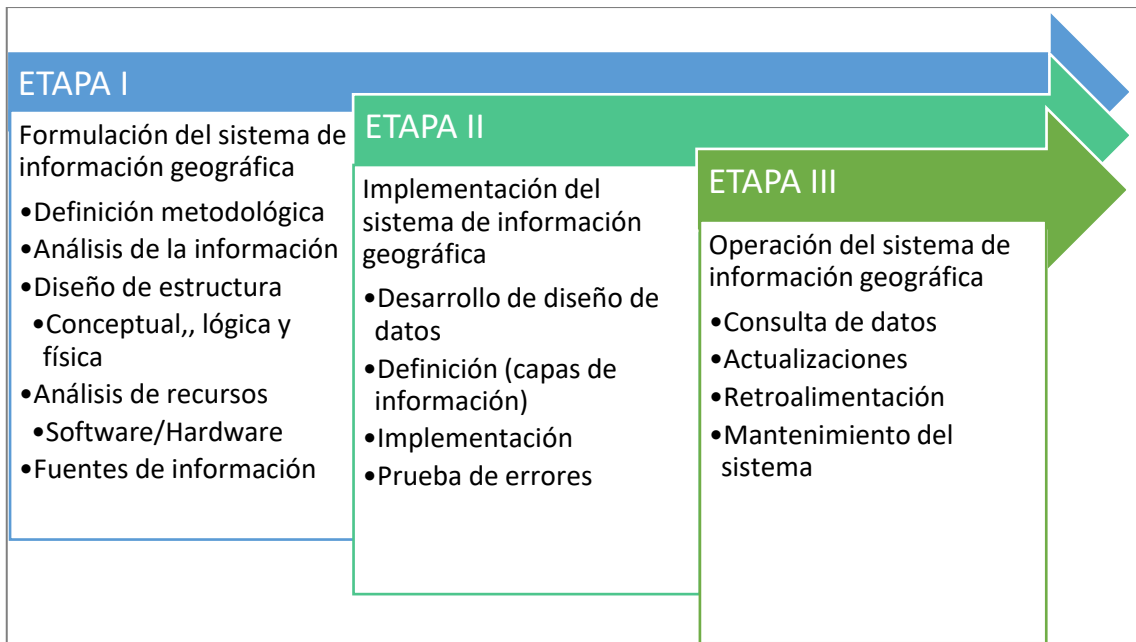 ETAPA I
Formulación del sistema de
información geográfica
•Definición metodológica
•Análisis de la información
•Diseño de estructura
•Conceptual,, lógica y
física
•Análisis de recursos
•Software/Hardware
•Fuentes de información
ETAPA II
Implementación del
sistema de información
geográfica
•Desarrollo de diseño de
datos
•Definición (capas de
información)
•Implementación
•Prueba de errores
ETAPA III
Operación del sistema de
información geográfica
•Consulta de datos
•Actualizaciones
•Retroalimentación
•Mantenimiento del
sistema